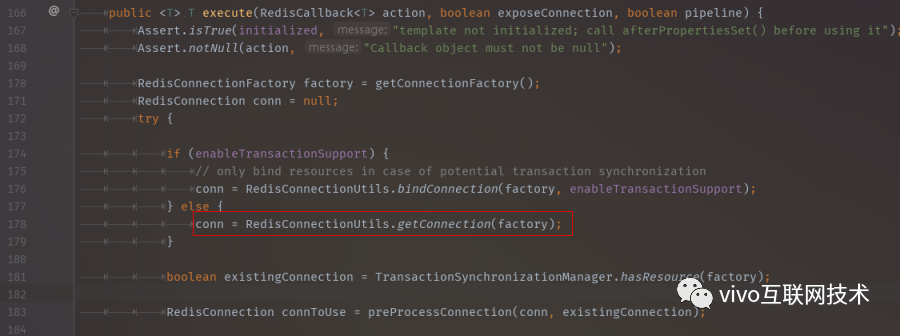 166 @ public <T> T execute(RedisCallback<T> action, boolean exposeConnection, boolean pipeline) {
167 Assert.isTrue(initialized, message: "template not initialized; call afterPropertiesSet() before using it");
168 Assert.notNull(action, message: "Callback object must not be null");
169
170 RedisConnectionFactory factory = getConnectionFactory();
171 RedisConnection conn = null;
172 try {
173
174 if (enableTransactionSupport) {
175 // only bind resources in case of potential transaction synchronization
176 conn = RedisConnectionUtils.bindConnection(factory, enableTransactionSupport);
177 } else {
178 conn = RedisConnectionUtils.getConnection(factory);
179 }
180
181 boolean existingConnection = TransactionSynchronizationManager.hasResource(factory);
182
183 RedisConnection connToUse = preProcessConnection(conn, existingConnection);
184
vivo互联网技术